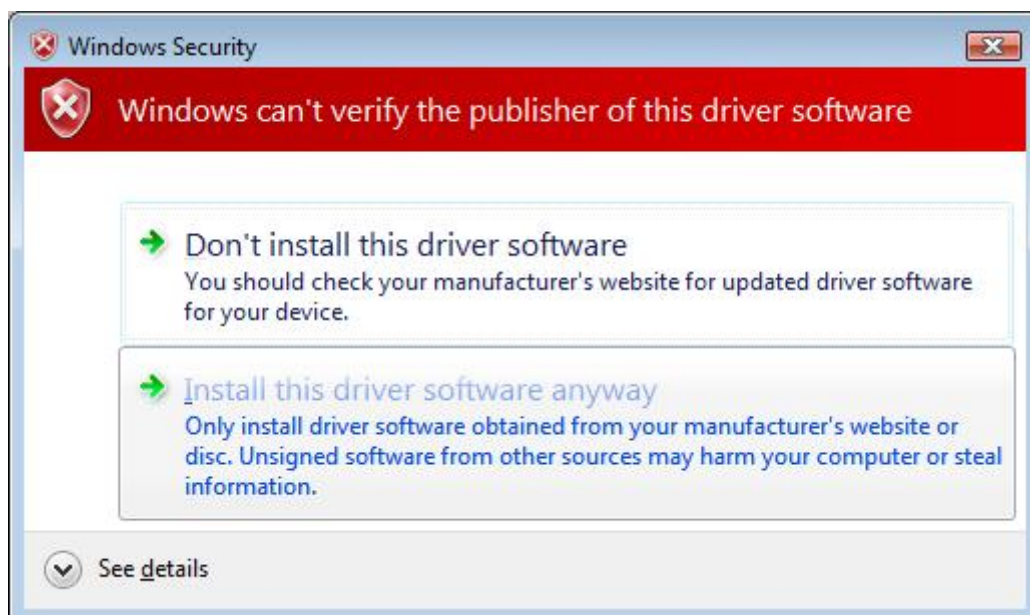 Windows Security
Windows can't verify the publisher of this driver software
Don't install this driver software
You should check your manufacturer's website for updated driver software
for your device.
Install this driver software anyway
Only install driver software obtained from your manufacturer's website or
disc. Unsigned software from other sources may harm your computer or steal
information.
See details